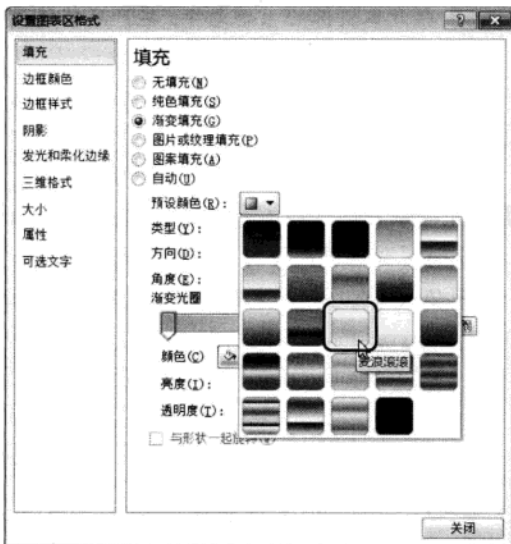 设置图表区格式
填充
边框颜色
边框样式
阴影
发光和柔化边缘
三维格式
大小
属性
可选文字
填充
无填充(N)
纯色填充(S)
渐变填充(G)
图片或纹理填充(P)
图案填充(A)
自动(U)
预设颜色(R):
类型(Y):
方向(D):
角度(E):
渐变光圈
颜色(C)
麦浪滚滚
亮度(I):
透明度(T):
与形状一起旋转(W)
关闭